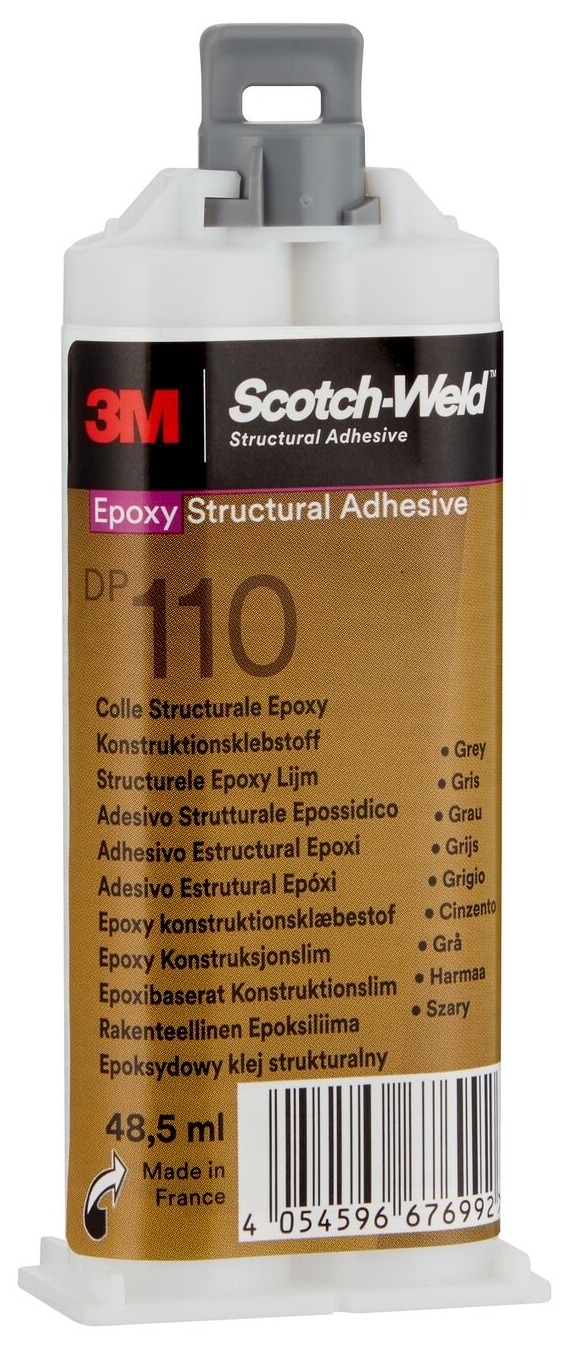 3M
Scotch-Weld™
Structural Adhesive
Epoxy Structural Adhesive
DP 110
Colle Structurale Epoxy
Konstruktionsklebstoff
Structurele Epoxy Lijm
Adesivo Strutturale Epossidico
Adhesivo Estructural Epoxi
Adesivo Estrutural Epóxi
Epoxy konstruktionsklæbestof
Epoxy Konstruksjonslim
Epoxibaserat Konstruktionslim
Rakenteellinen Epoksiliima
Epoksydowy klej strukturalny
• Grey
• Gris
• Grau
• Grijs
• Grigio
• Cinzento
• Grå
• Harmaa
• Szary
48,5 ml
Made in
France
4 054596 676992